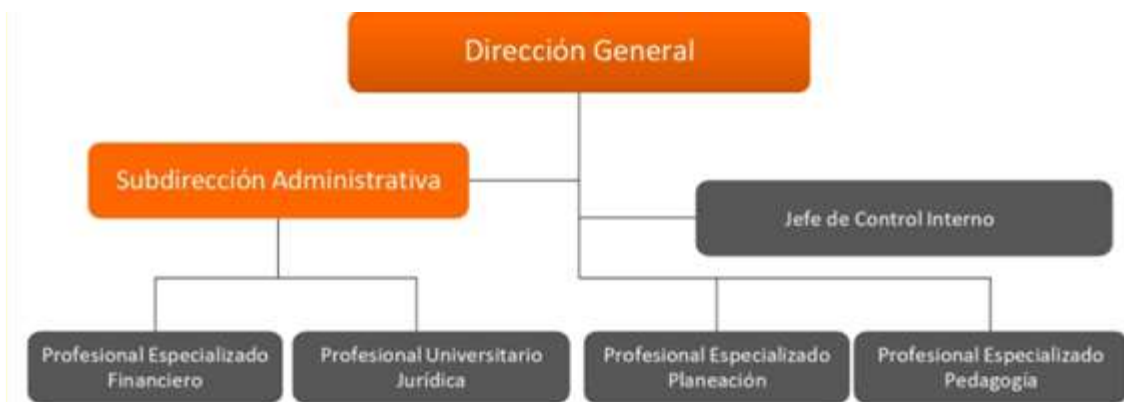 Dirección General
Subdirección Administrativa
Jefe de Control Interno
Profesional Especializado
Financiero
Profesional Universitario
Jurídica
Profesional Especializado
Planeación
Profesional Especializado
Pedagogía